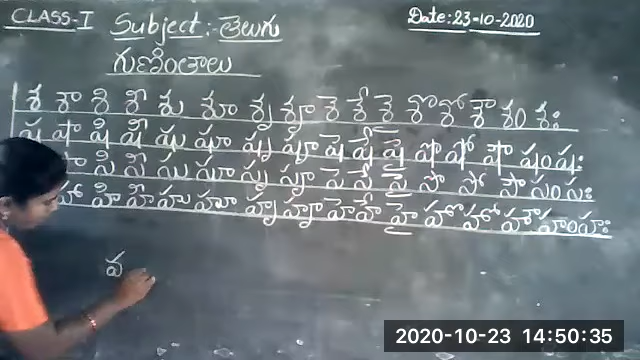 CLASS-I Subject:- తెలుగు Date:23-10-2020
గుణింతాలు
శ శా శి శీ శు శూ శృ శౄ శె శే శై శొ శో శౌ శం శః
ష షా షి షీ షు షూ షృ షౄ షె షే షై షొ షో షౌ షం షః
సా సి సీ సు సూ సృ సౄ సె సే సై సొ సో సౌ సం సః
హా హి హీ హు హూ హృ హౄ హె హే హై హొ హో హౌ హం హః
వ
2020-10-23 14:50:35